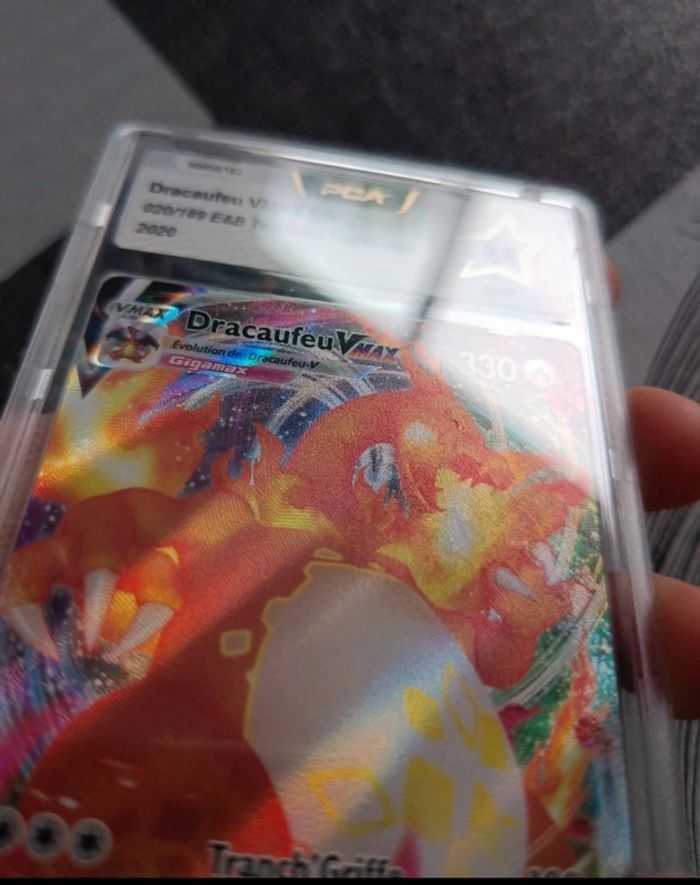 PCA
Dracaufeu
020/189 E&B
2020
VMAX
Dracaufeu VMAX
330
Évolution de Dracaufeu-V
Gigamax
Tranch'Griffe